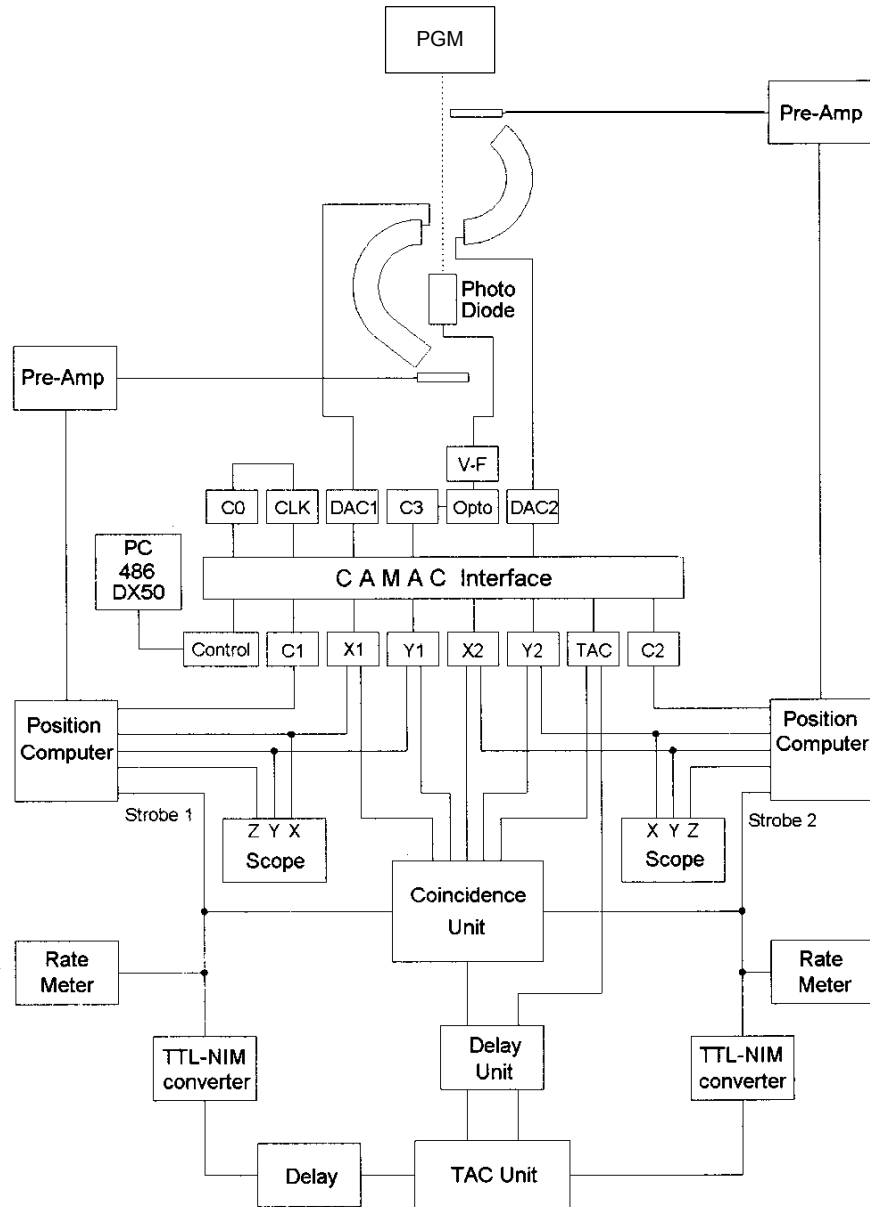 PGM
Pre-Amp
Photo
Diode
Pre-Amp
V-F
C0
CLK
DAC1
C3
Opto
DAC2
PC
486
DX50
CAMAC Interface
Control
C1
X1
Y1
X2
Y2
TAC
C2
Position
Computer
Position
Computer
Strobe 1
Strobe 2
Z Y X
Scope
X Y Z
Scope
Coincidence
Unit
Rate
Meter
Rate
Meter
TTL-NIM
converter
Delay
Unit
TTL-NIM
converter
Delay
TAC Unit